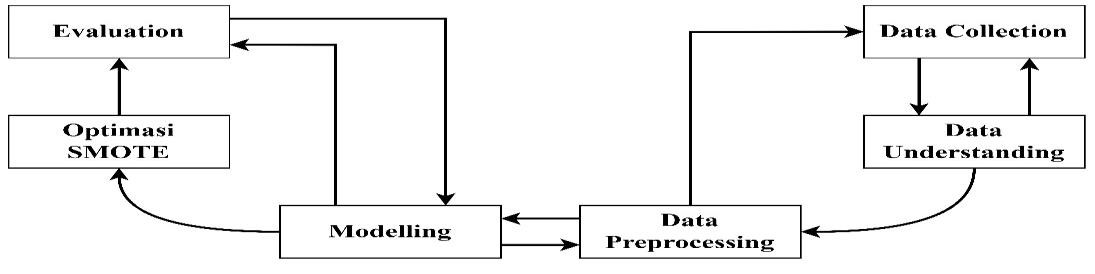 Evaluation
Data Collection
Optimasi
SMOTE
Data
Understanding
Modelling
Data
Preprocessing